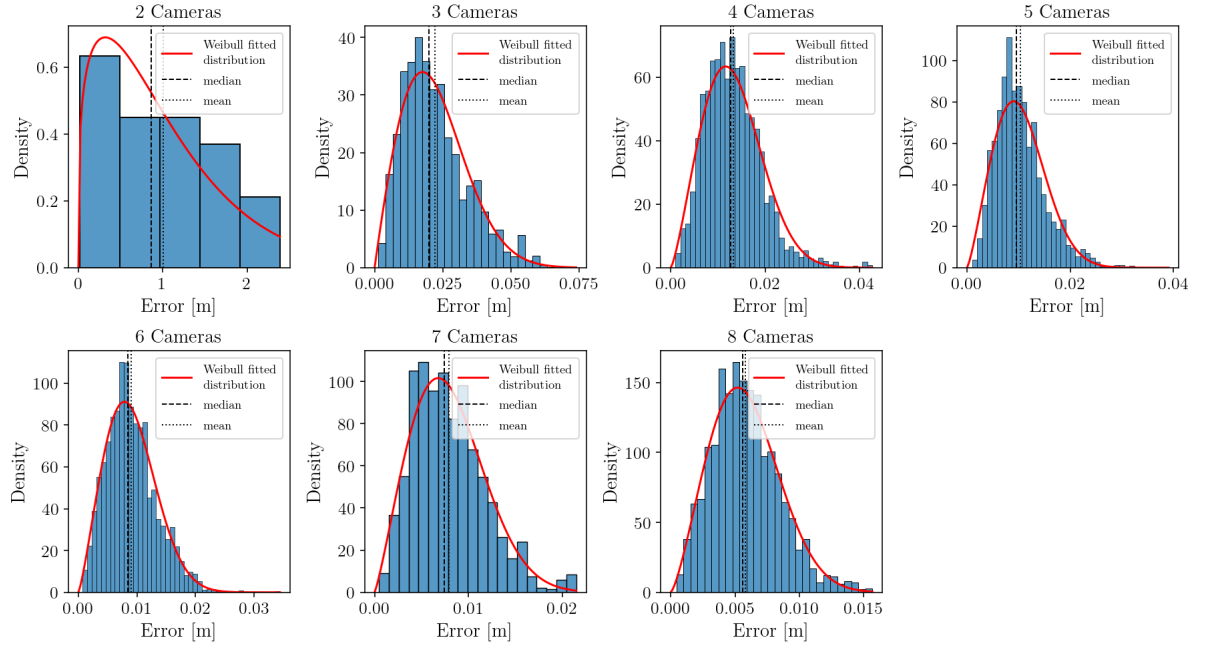 2 Cameras
Density
0.6
0.4
0.2
0.0
0
1
2
Error [m]
Weibull fitted
distribution
median
mean
3 Cameras
Density
40
30
20
10
0
0.000
0.025
0.050
0.075
Error [m]
Weibull fitted
distribution
median
mean
4 Cameras
Density
60
40
20
0
0.00
0.02
0.04
Error [m]
Weibull fitted
distribution
median
mean
5 Cameras
Density
100
80
60
40
20
0
0.00
0.02
0.04
Error [m]
Weibull fitted
distribution
median
mean
6 Cameras
Density
100
80
60
40
20
0
0.00
0.01
0.02
0.03
Error [m]
Weibull fitted
distribution
median
mean
7 Cameras
Density
100
80
60
40
20
0
0.00
0.01
0.02
Error [m]
Weibull fitted
distribution
median
mean
8 Cameras
Density
150
100
50
0
0.000
0.005
0.010
0.015
Error [m]
Weibull fitted
distribution
median
mean